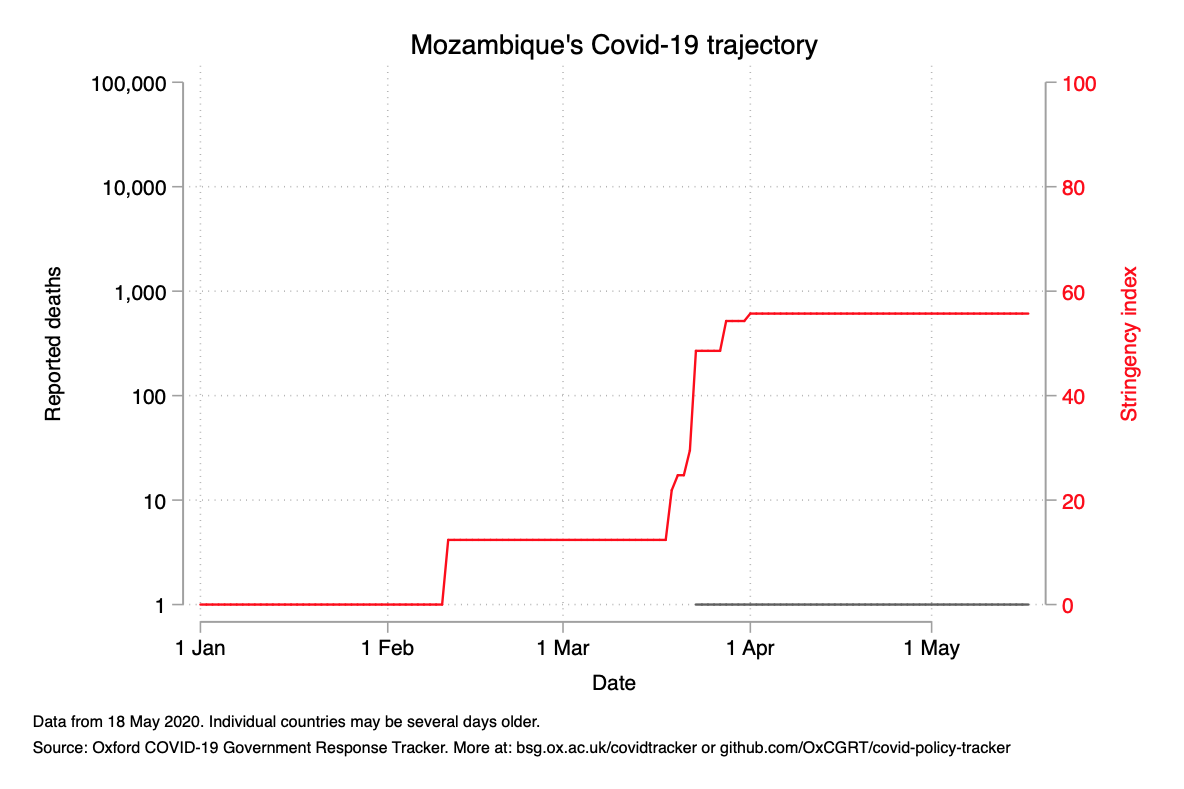 Mozambique's Covid-19 trajectory
100,000
10,000
1,000
100
10
1
Reported deaths
100
80
60
40
20
0
Stringency index
1 Jan
1 Feb
1 Mar
1 Apr
1 May
Date
Data from 18 May 2020. Individual countries may be several days older.
Source: Oxford COVID-19 Government Response Tracker. More at: bsg.ox.ac.uk/covidtracker or github.com/OxCGRT/covid-policy-tracker